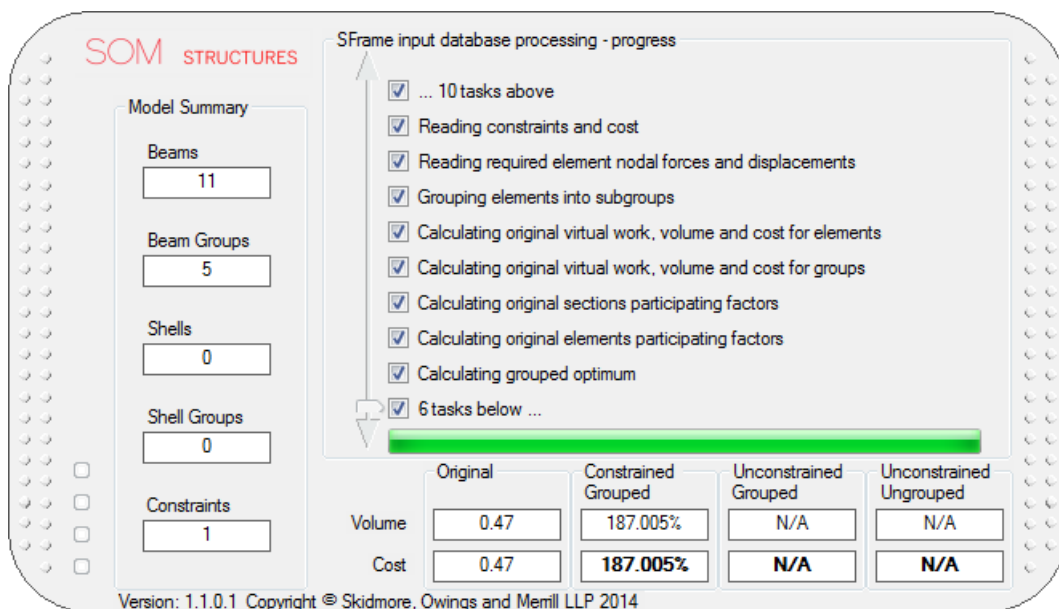 SOM STRUCTURES
Model Summary
Beams
11
Beam Groups
5
Shells
0
Shell Groups
0
Constraints
1
SFrame input database processing - progress
... 10 tasks above
Reading constraints and cost
Reading required element nodal forces and displacements
Grouping elements into subgroups
Calculating original virtual work, volume and cost for elements
Calculating original virtual work, volume and cost for groups
Calculating original sections participating factors
Calculating original elements participating factors
Calculating grouped optimum
6 tasks below ...
Original Constrained Grouped Unconstrained Grouped Unconstrained Ungrouped
Volume 0.47 187.005% N/A N/A
Cost 0.47 187.005% N/A N/A
Version: 1.1.0.1 Copyright © Skidmore, Owings and Merrill LLP 2014